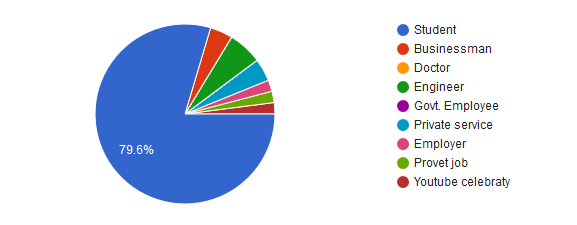 Student
Businessman
Doctor
Engineer
Govt. Employee
Private service
Employer
Provet job
Youtube celebraty
79.6%